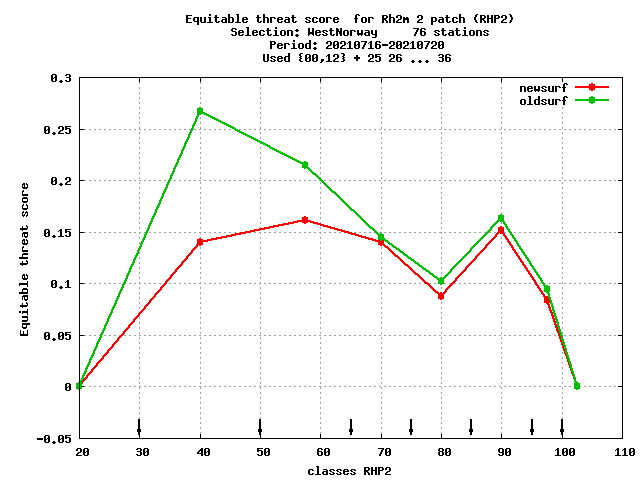 Equitable threat score  for Rh2m 2 patch (RHP2)
Selection: WestNorway     76 stations
Period: 20210716-20210720
Used {00,12} + 25 26 ... 36
newsurf
oldsurf
0.3
0.25
0.2
0.15
0.1
0.05
0
-0.05
Equitable threat score
20 30 40 50 60 70 80 90 100 110
classes RHP2